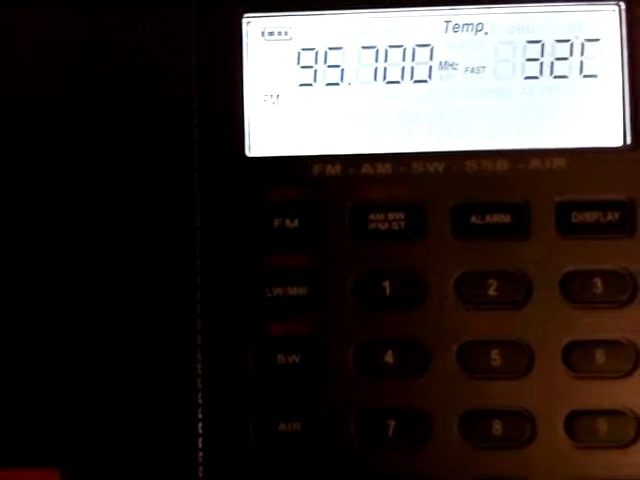 Temp.
95.700 MHz FAST 32°C
FM
FM - AM - SW - SSB - AIR
FM AM BW ALARM DISPLAY
/FM ST
LW/MW 1 2 3
SW 4 5 6
AIR 7 8 9